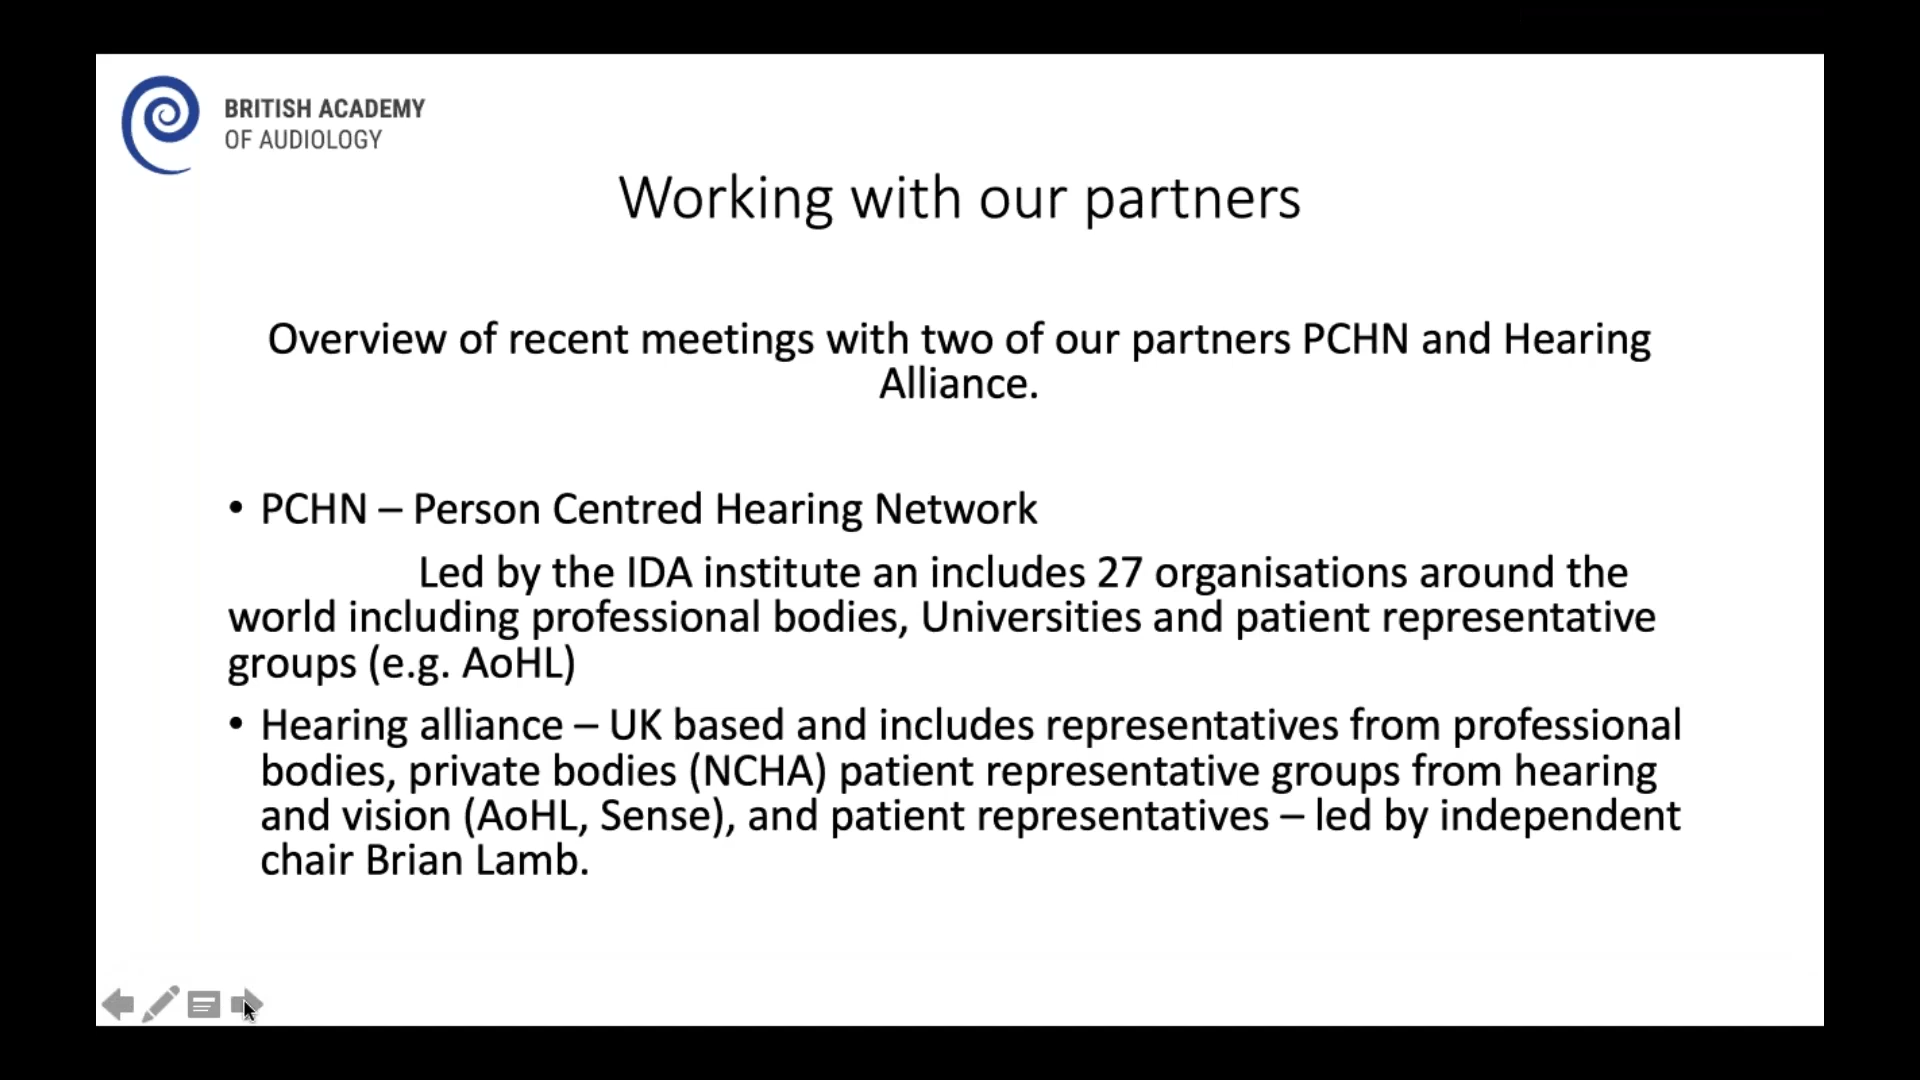 BRITISH ACADEMY
OF AUDIOLOGY
Working with our partners
Overview of recent meetings with two of our partners PCHN and Hearing
Alliance.
• PCHN – Person Centred Hearing Network
Led by the IDA institute an includes 27 organisations around the
world including professional bodies, Universities and patient representative
groups (e.g. AoHL)
• Hearing alliance – UK based and includes representatives from professional
bodies, private bodies (NCHA) patient representative groups from hearing
and vision (AoHL, Sense), and patient representatives – led by independent
chair Brian Lamb.